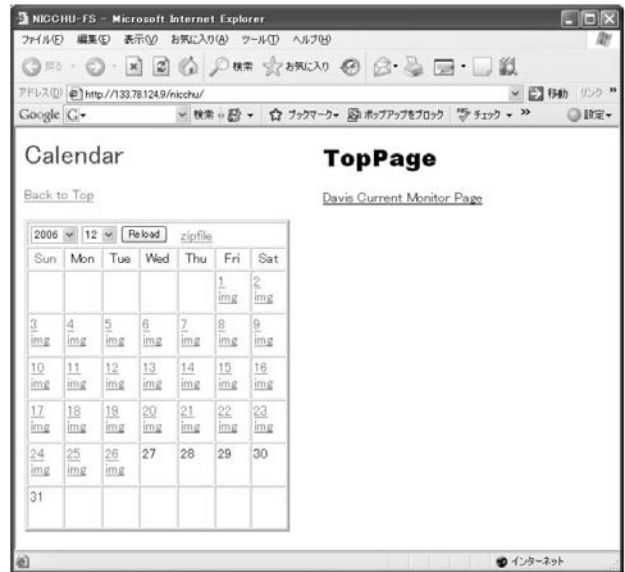 NICCHU-FS - Microsoft Internet Explorer
ファイル(F) 編集(E) 表示(V) お気に入り(A) ツール(T) ヘルプ(H)
戻る 検索 お気に入り
アドレス(D) http://133.78.124.9/nicchu/ 移動 リンク »
Google G 検索 ブックマーク ポップアップをブロック チェック » 設定
Calendar
Back to Top
2006 12 Reload zipfile
Sun Mon Tue Wed Thu Fri Sat
1 2
img img
3 4 5 6 7 8 9
img img img img img img img
10 11 12 13 14 15 16
img img img img img img img
17 18 19 20 21 22 23
img img img img img img img
24 25 26 27 28 29 30
img img img
31
TopPage
Davis Current Monitor Page
インターネット